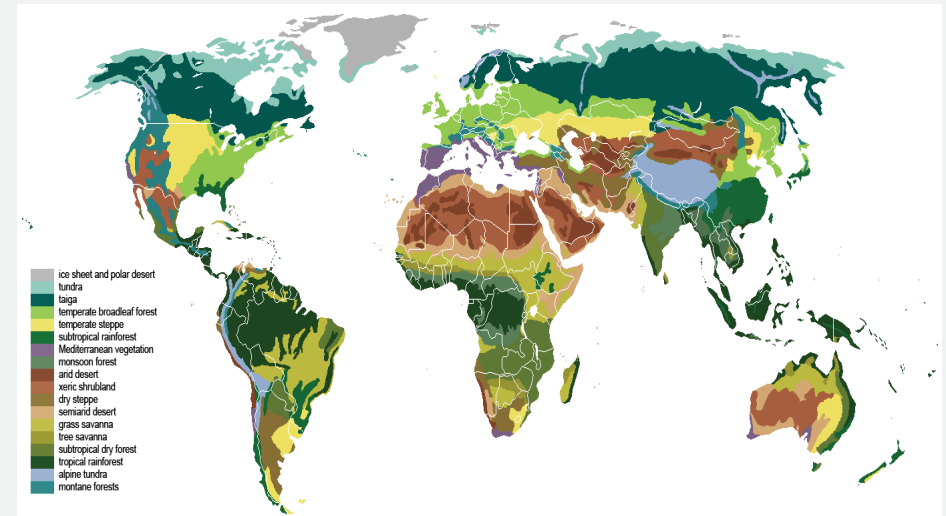 ice sheet and polar desert
tundra
taiga
temperate broadleaf forest
temperate steppe
subtropical rainforest
Mediterranean vegetation
monsoon forest
arid desert
xeric shrubland
dry steppe
semiarid desert
grass savanna
tree savanna
subtropical dry forest
tropical rainforest
alpine tundra
montane forests